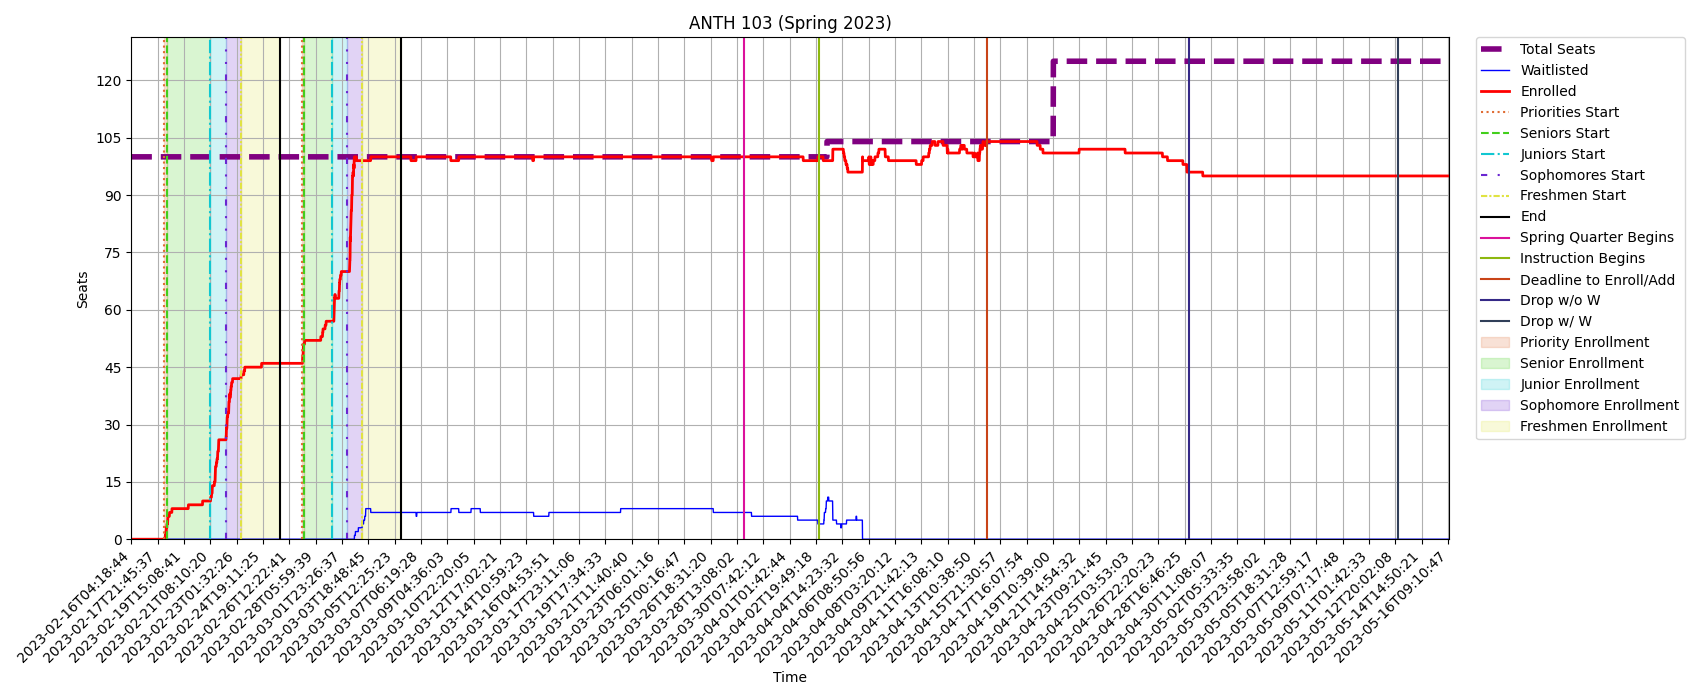 ANTH 103 (Spring 2023)
Seats
120
105
90
75
60
45
30
15
0
2023-02-16T04:18:44
2023-02-17T21:45:37
2023-02-19T15:08:41
2023-02-21T08:10:20
2023-02-23T01:32:26
2023-02-24T19:11:25
2023-02-26T12:22:41
2023-02-28T05:59:39
2023-03-01T23:26:37
2023-03-03T18:48:45
2023-03-05T12:25:23
2023-03-07T06:19:28
2023-03-09T04:36:03
2023-03-10T22:20:05
2023-03-12T17:02:21
2023-03-14T10:59:23
2023-03-16T04:53:51
2023-03-17T23:11:06
2023-03-19T17:34:33
2023-03-21T11:40:40
2023-03-23T06:01:16
2023-03-25T00:16:47
2023-03-26T18:31:20
2023-03-28T13:08:02
2023-03-30T07:42:12
2023-04-01T01:42:44
2023-04-02T19:49:18
2023-04-04T14:23:32
2023-04-06T08:50:56
2023-04-08T03:20:12
2023-04-09T21:42:13
2023-04-11T16:08:10
2023-04-13T10:38:50
2023-04-15T21:30:57
2023-04-17T16:07:54
2023-04-19T10:39:00
2023-04-21T14:54:32
2023-04-23T09:21:45
2023-04-25T03:53:03
2023-04-26T22:20:23
2023-04-28T16:46:25
2023-04-30T11:08:07
2023-05-02T05:33:35
2023-05-03T23:58:02
2023-05-05T18:31:28
2023-05-07T12:59:17
2023-05-09T07:17:48
2023-05-11T01:42:33
2023-05-12T20:02:08
2023-05-14T14:50:21
2023-05-16T09:10:47
Time
Total Seats
Waitlisted
Enrolled
Priorities Start
Seniors Start
Juniors Start
Sophomores Start
Freshmen Start
End
Spring Quarter Begins
Instruction Begins
Deadline to Enroll/Add
Drop w/o W
Drop w/ W
Priority Enrollment
Senior Enrollment
Junior Enrollment
Sophomore Enrollment
Freshmen Enrollment